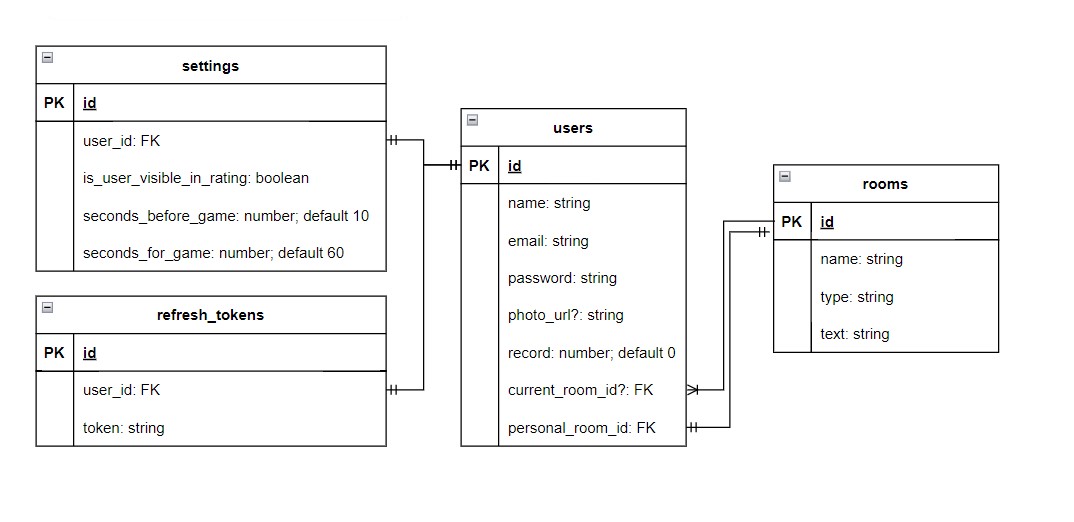 settings
PK id
user_id: FK
is_user_visible_in_rating: boolean
seconds_before_game: number; default 10
seconds_for_game: number; default 60
refresh_tokens
PK id
user_id: FK
token: string
users
PK id
name: string
email: string
password: string
photo_url?: string
record: number; default 0
current_room_id?: FK
personal_room_id: FK
rooms
PK id
name: string
type: string
text: string